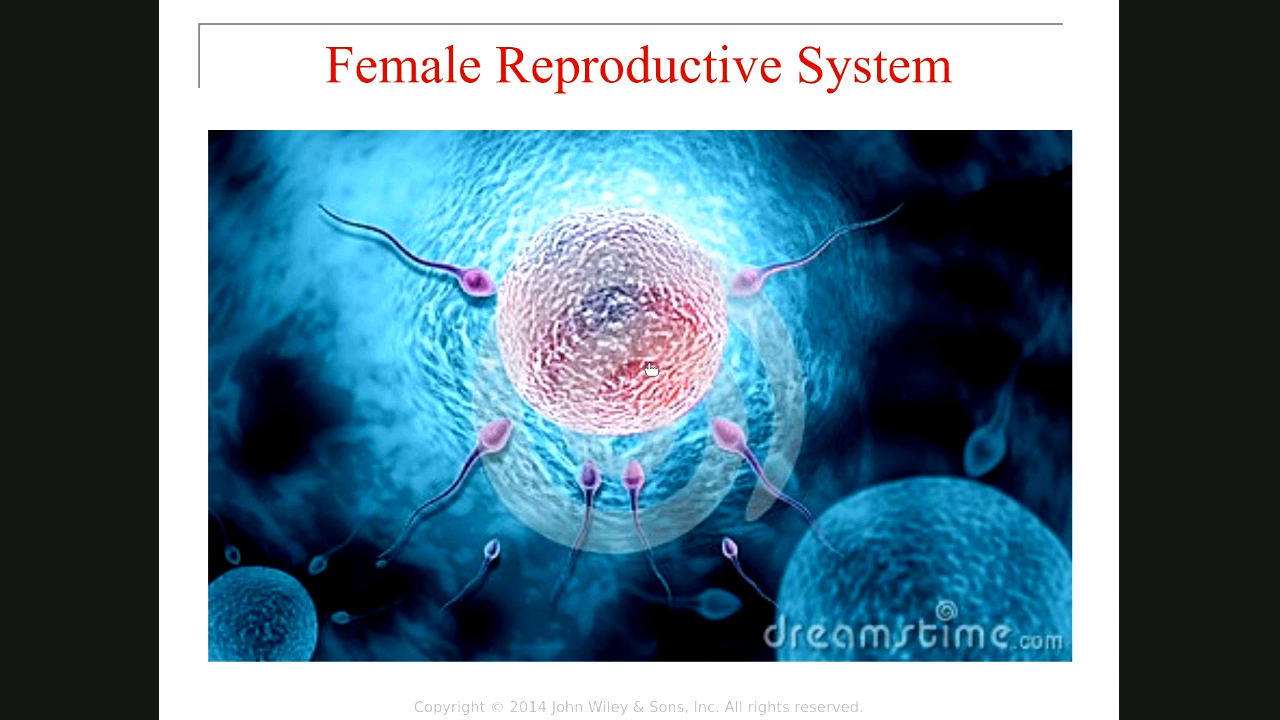 Female Reproductive System
dreamstime.com
Copyright © 2014 John Wiley & Sons, Inc. All rights reserved.